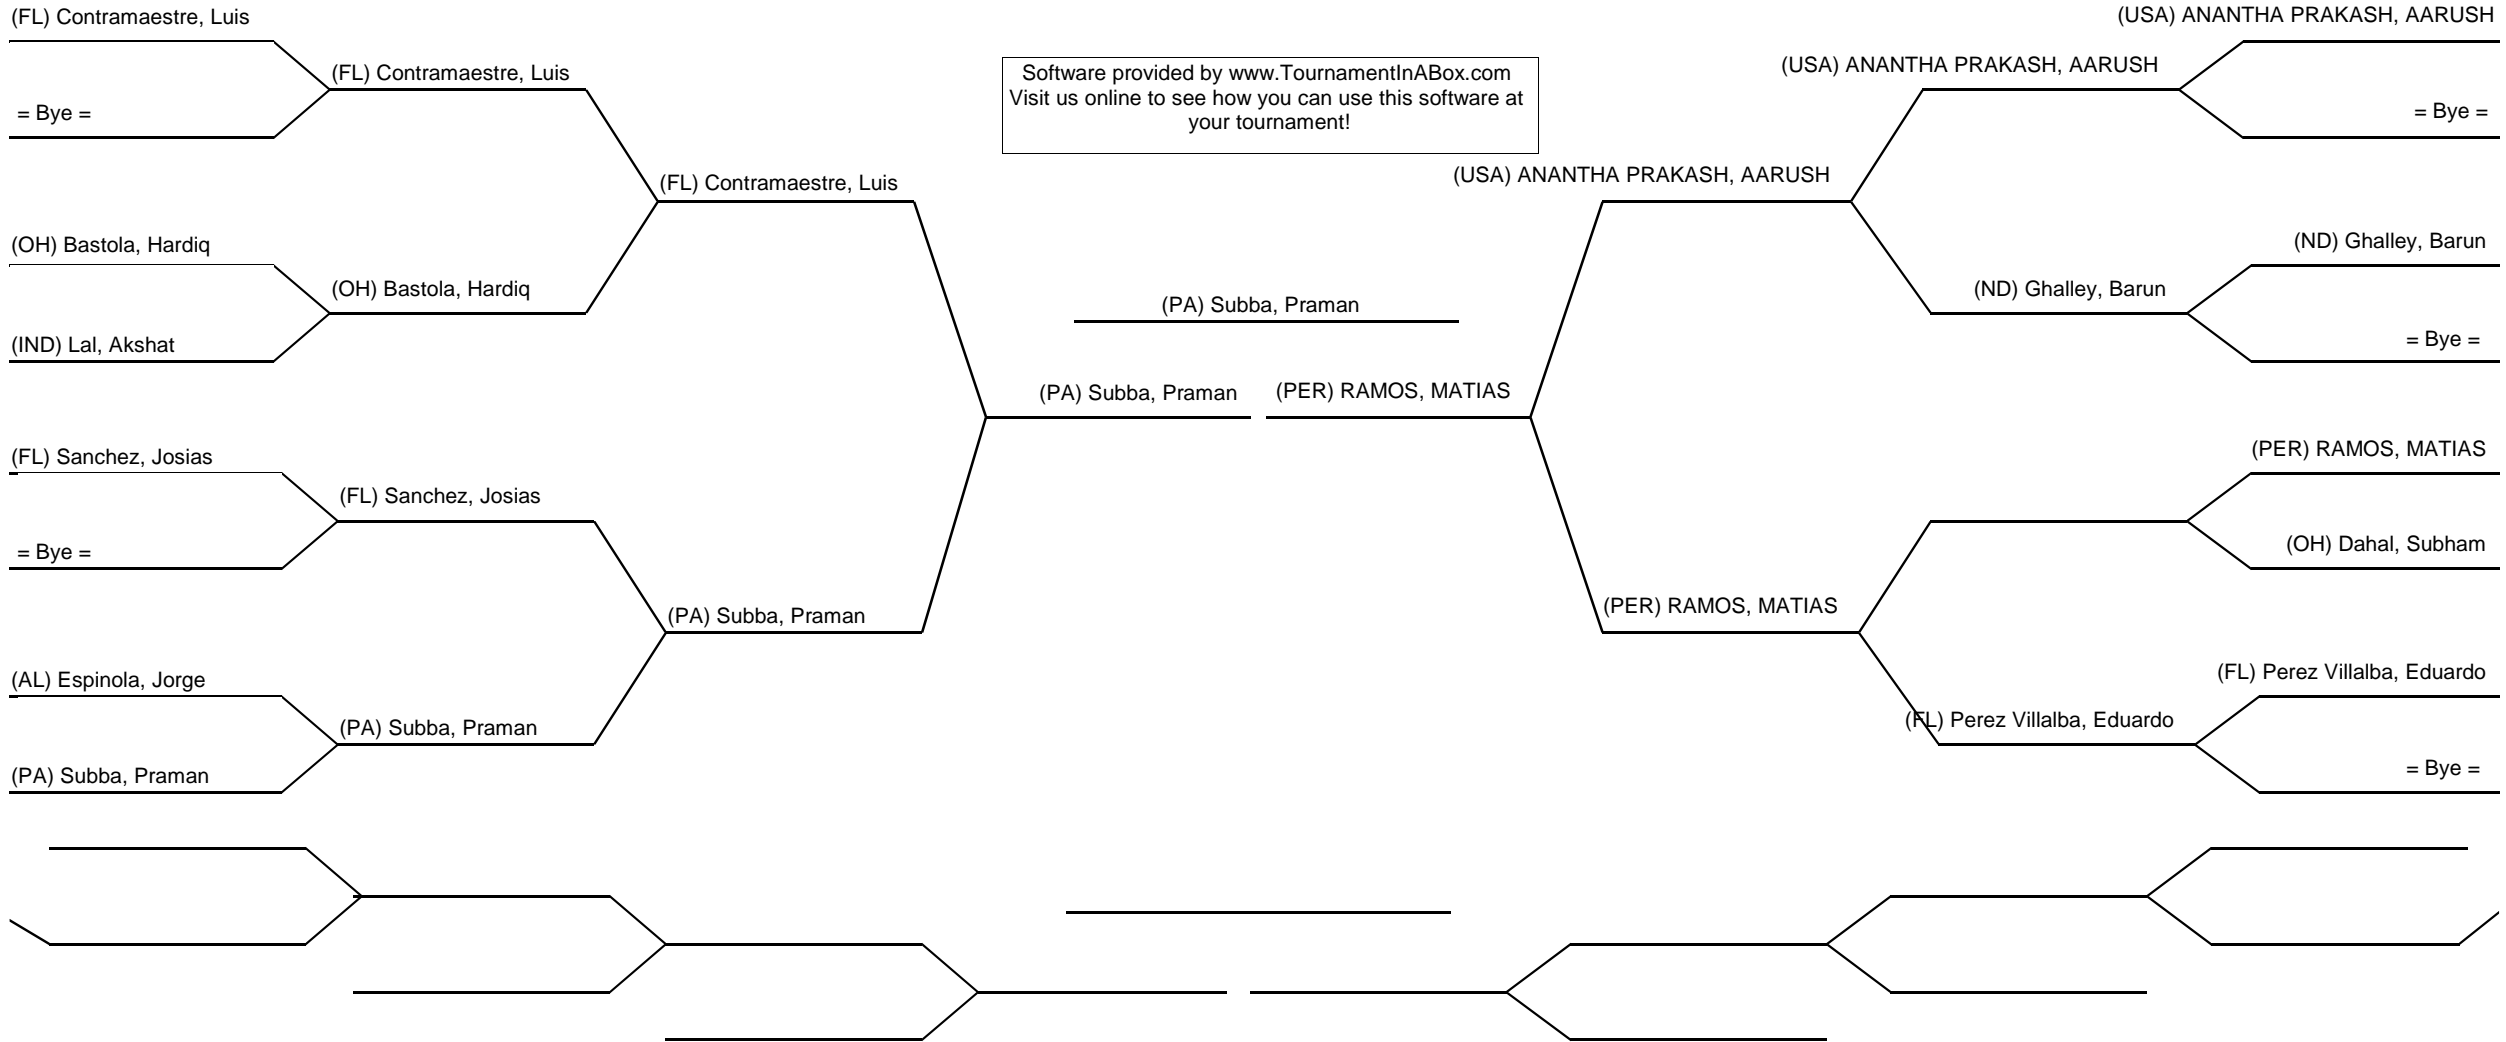 (FL) Contramaestre, Luis
(USA) ANANTHA PRAKASH, AARUSH
(FL) Contramaestre, Luis
Software provided by www.TournamentInABox.com
Visit us online to see how you can use this software at
your tournament!
(USA) ANANTHA PRAKASH, AARUSH
= Bye =
= Bye =
(FL) Contramaestre, Luis
(USA) ANANTHA PRAKASH, AARUSH
(OH) Bastola, Hardiq
(ND) Ghalley, Barun
(OH) Bastola, Hardiq
(PA) Subba, Praman
(ND) Ghalley, Barun
(IND) Lal, Akshat
= Bye =
(PA) Subba, Praman
(PER) RAMOS, MATIAS
(FL) Sanchez, Josias
(PER) RAMOS, MATIAS
(FL) Sanchez, Josias
= Bye =
(OH) Dahal, Subham
(PA) Subba, Praman
(PER) RAMOS, MATIAS
(AL) Espinola, Jorge
(FL) Perez Villalba, Eduardo
(PA) Subba, Praman
(FL) Perez Villalba, Eduardo
(PA) Subba, Praman
= Bye =